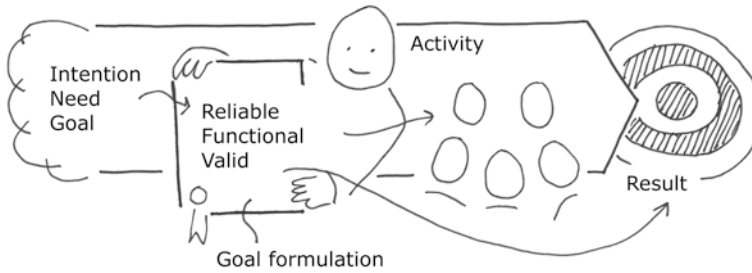 Intention
Need
Goal
Reliable
Functional
Valid
Activity
Result
Goal formulation